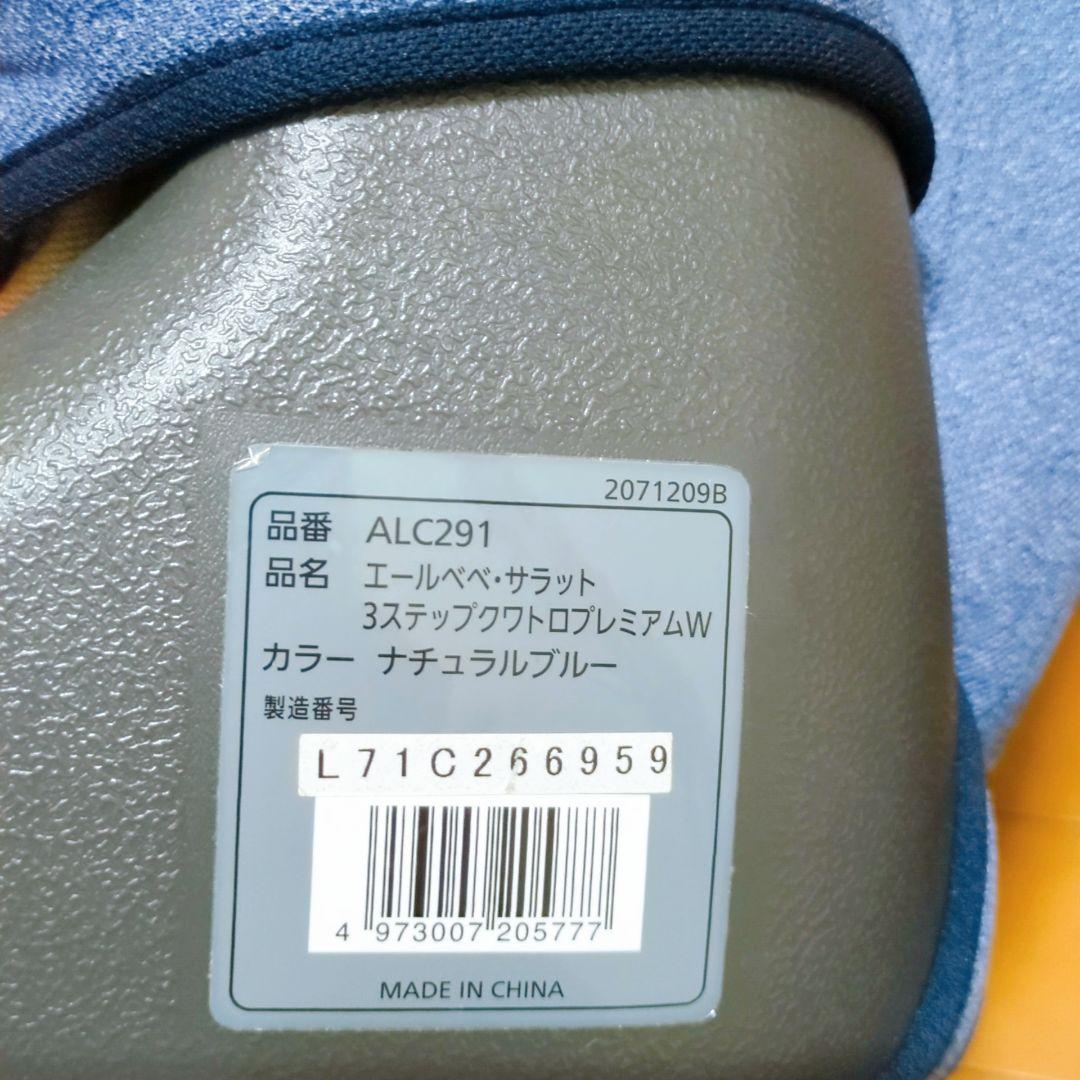 2071209B
品番 ALC291
品名 エールベベ・サラット
3ステップクワトロプレミアムW
カラー ナチュラルブルー
製造番号
L71C266959
4 973007 205777
MADE IN CHINA